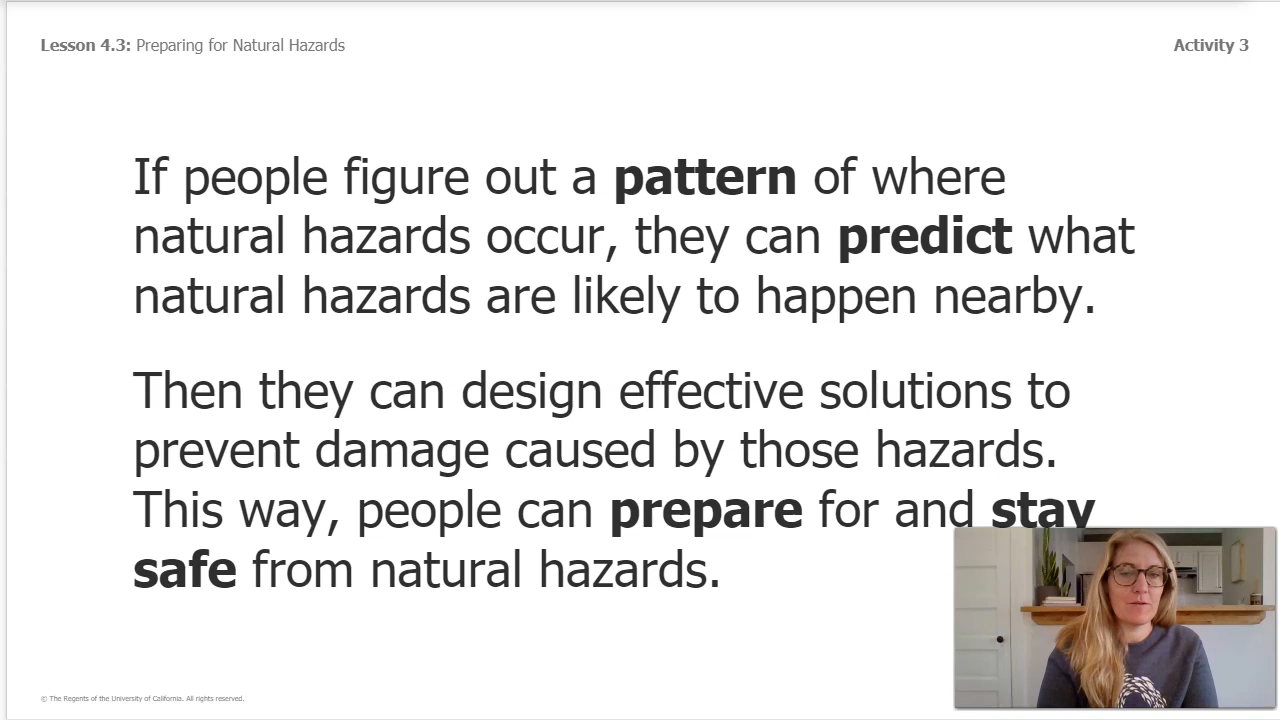 Lesson 4.3: Preparing for Natural Hazards
Activity 3
If people figure out a pattern of where
natural hazards occur, they can predict what
natural hazards are likely to happen nearby.
Then they can design effective solutions to
prevent damage caused by those hazards.
This way, people can prepare for and stay
safe from natural hazards.
© The Regents of the University of California. All rights reserved.